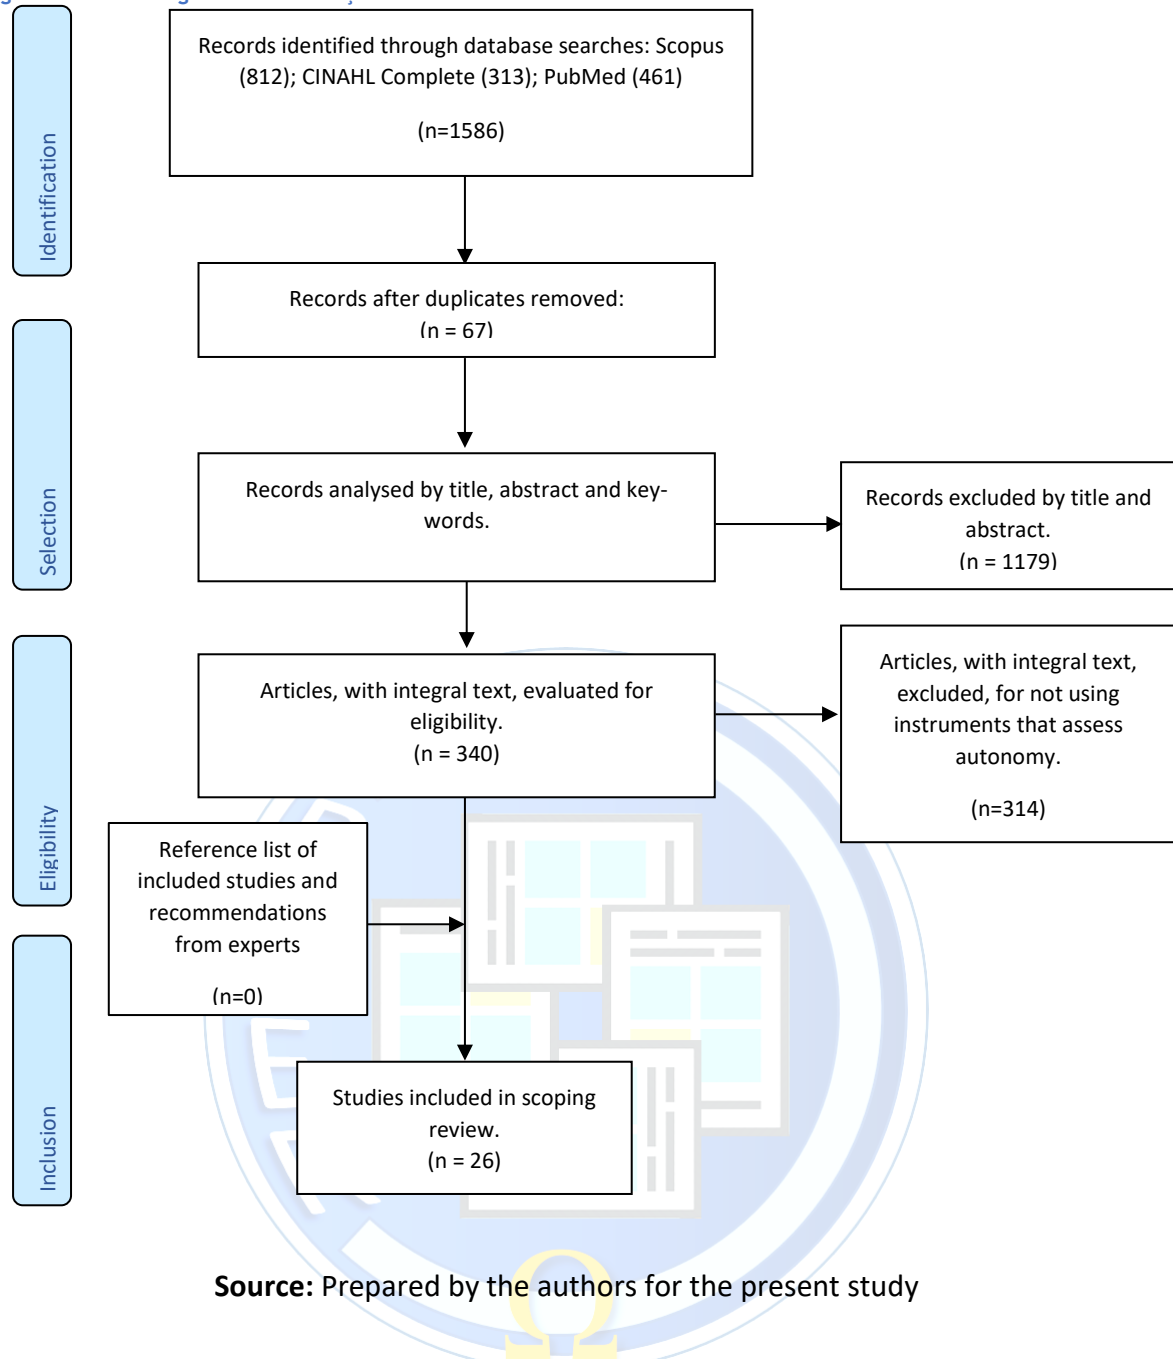 Identification
Records identified through database searches: Scopus
(812); CINAHL Complete (313); PubMed (461)
(n=1586)
Records after duplicates removed:
(n = 67)
Selection
Records analysed by title, abstract and key-
words.
Records excluded by title and
abstract.
(n = 1179)
Eligibility
Articles, with integral text, evaluated for
eligibility.
(n = 340)
Articles, with integral text,
excluded, for not using
instruments that assess
autonomy.
(n=314)
Reference list of
included studies and
recommendations
from experts
(n=0)
Inclusion
Studies included in scoping
review.
(n = 26)
Source: Prepared by the authors for the present study
Ω